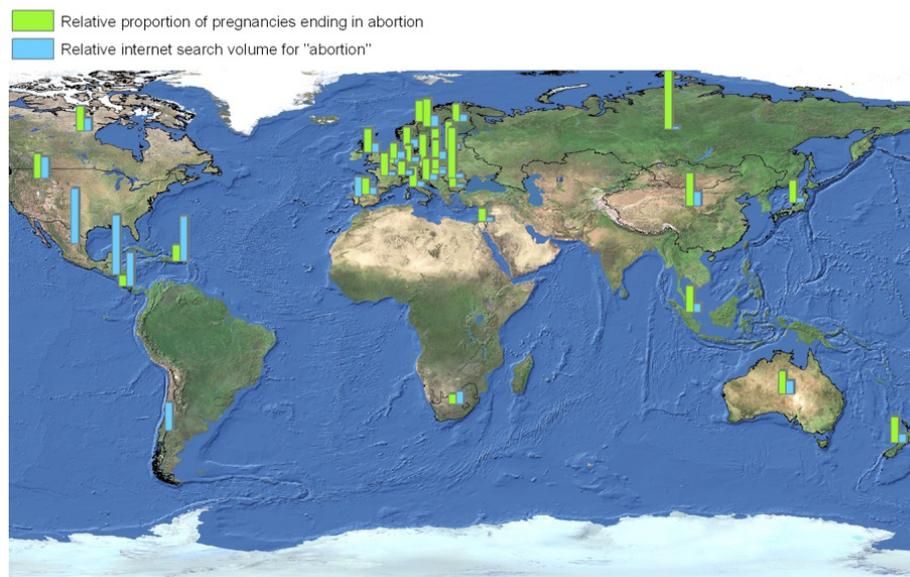 Relative proportion of pregnancies ending in abortion
Relative internet search volume for "abortion"